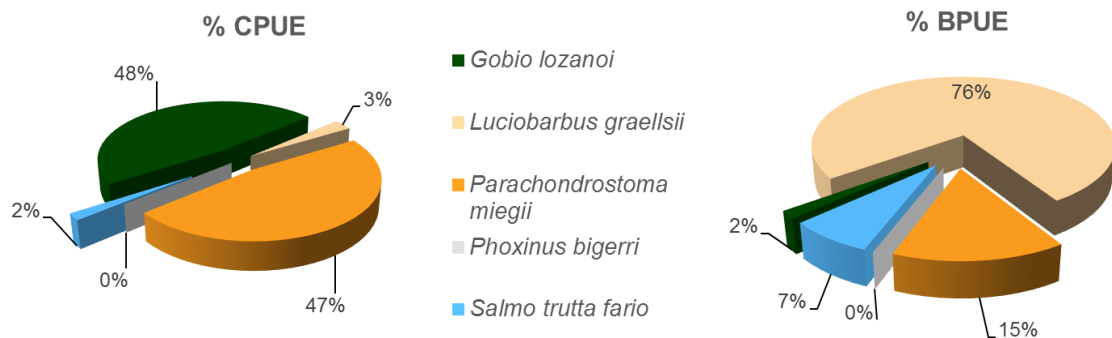 % CPUE
48%
3%
2%
0%
47%
Gobio lozanoi
Luciobarbus graellsii
Parachondrostoma
miegii
Phoxinus bigerri
Salmo trutta fario
% BPUE
76%
2%
7%
0%
15%